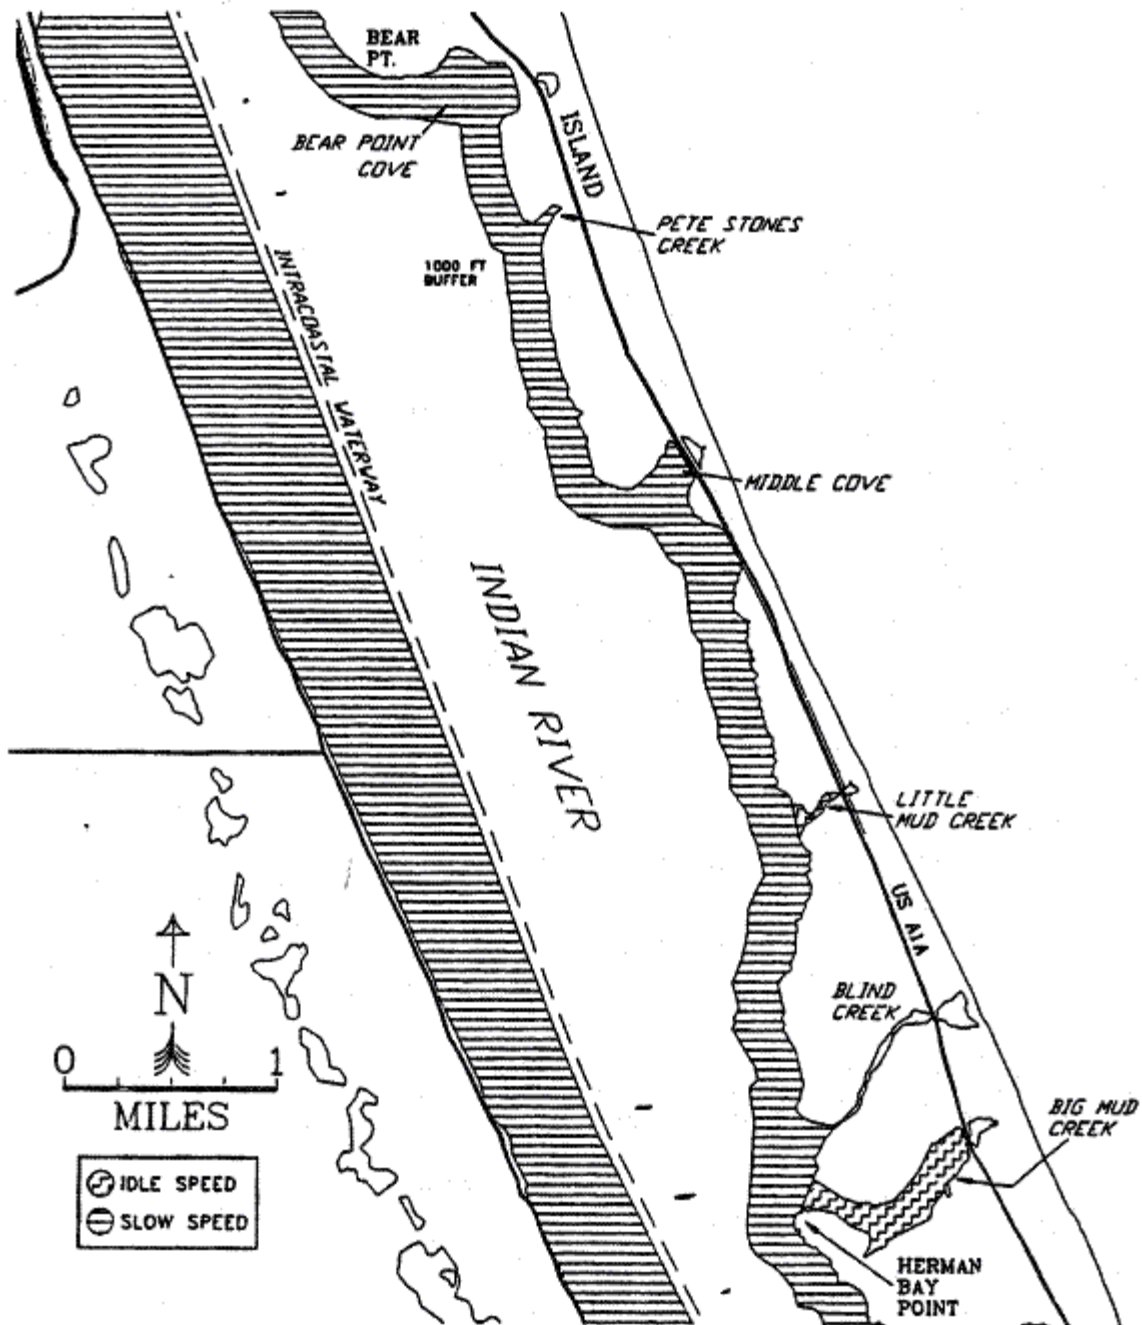 BEAR
PT.
ISLAND
BEAR POINT
COVE
PETE STONES
CREEK
1000 FT
BUFFER
INTRACOASTAL WATERWAY
MIDDLE COVE
INDIAN RIVER
LITTLE
MUD CREEK
US A1A
BLIND
CREEK
N
0 1
MILES
BIG MUD
CREEK
IDLE SPEED
SLOW SPEED
HERMAN
BAY
POINT